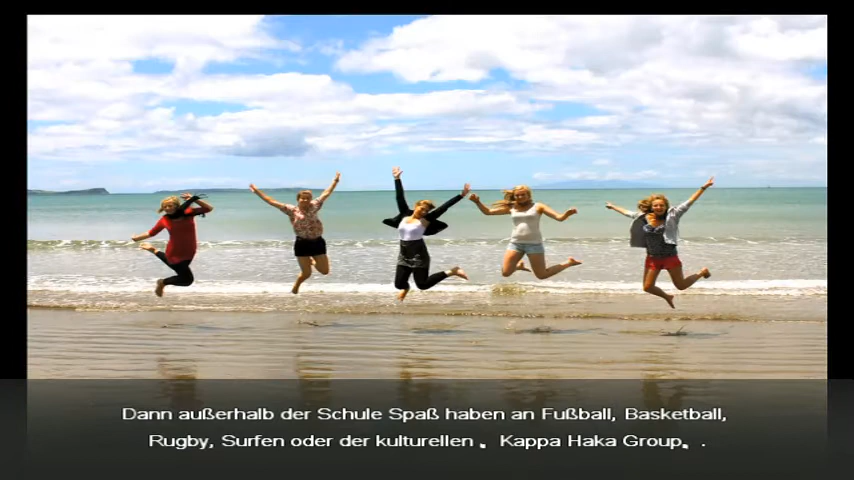 Dann außerhalb der Schule Spaß haben an Fußball, Basketball,
Rugby, Surfen oder der kulturellen „ Kappa Haka Group„ .